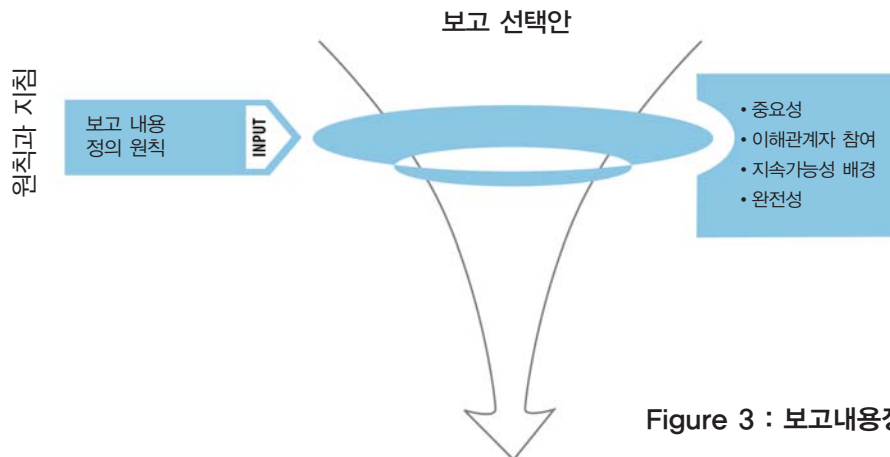 보고 선택안
원칙과 지침
보고 내용
정의 원칙
INPUT
• 중요성
• 이해관계자 참여
• 지속가능성 배경
• 완전성
Figure 3 : 보고내용정